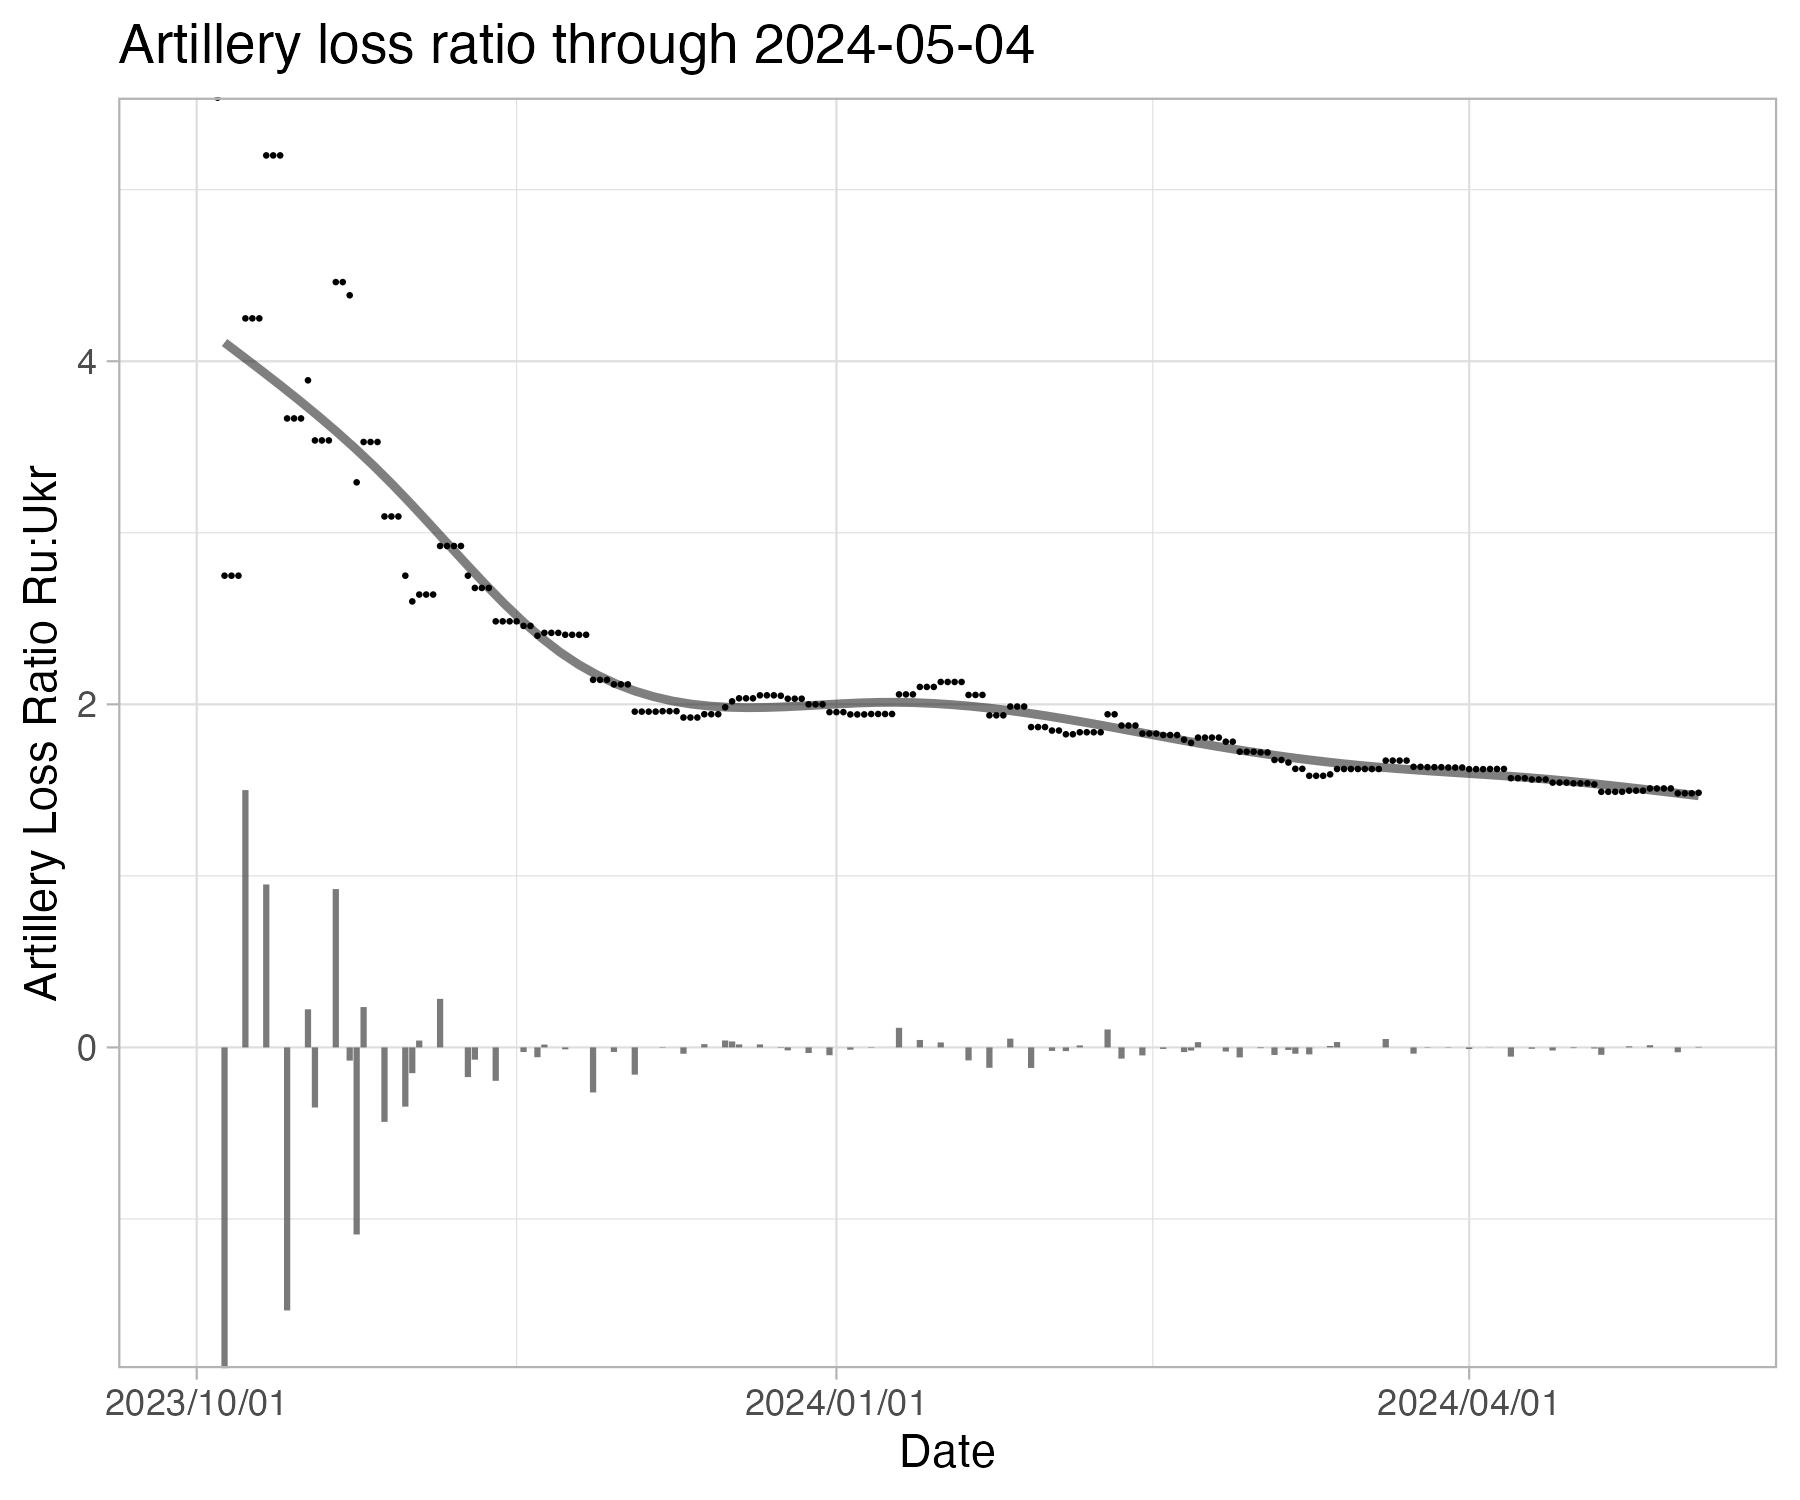 Artillery loss ratio through 2024-05-04
Artillery Loss Ratio Ru:Ukr
4
2
0
2023/10/01
2024/01/01
2024/04/01
Date